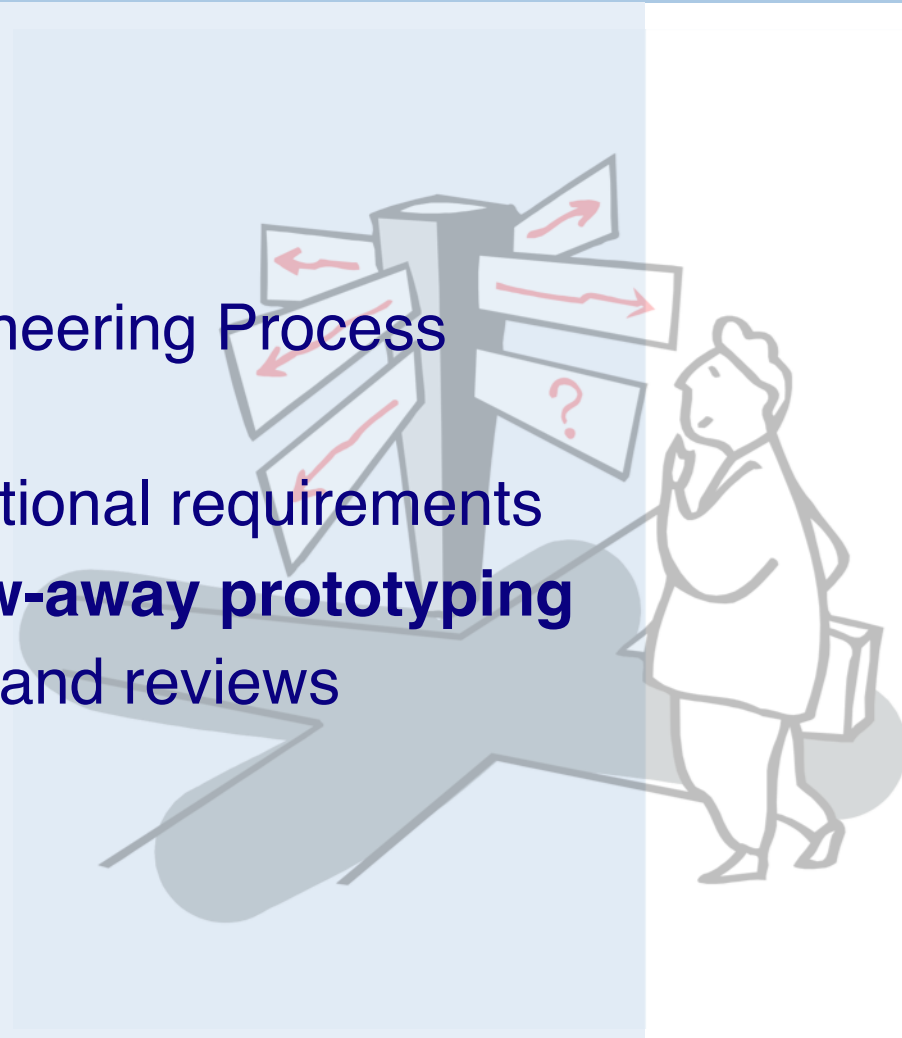 neering Process
tional requirements
w-away prototyping
and reviews
?